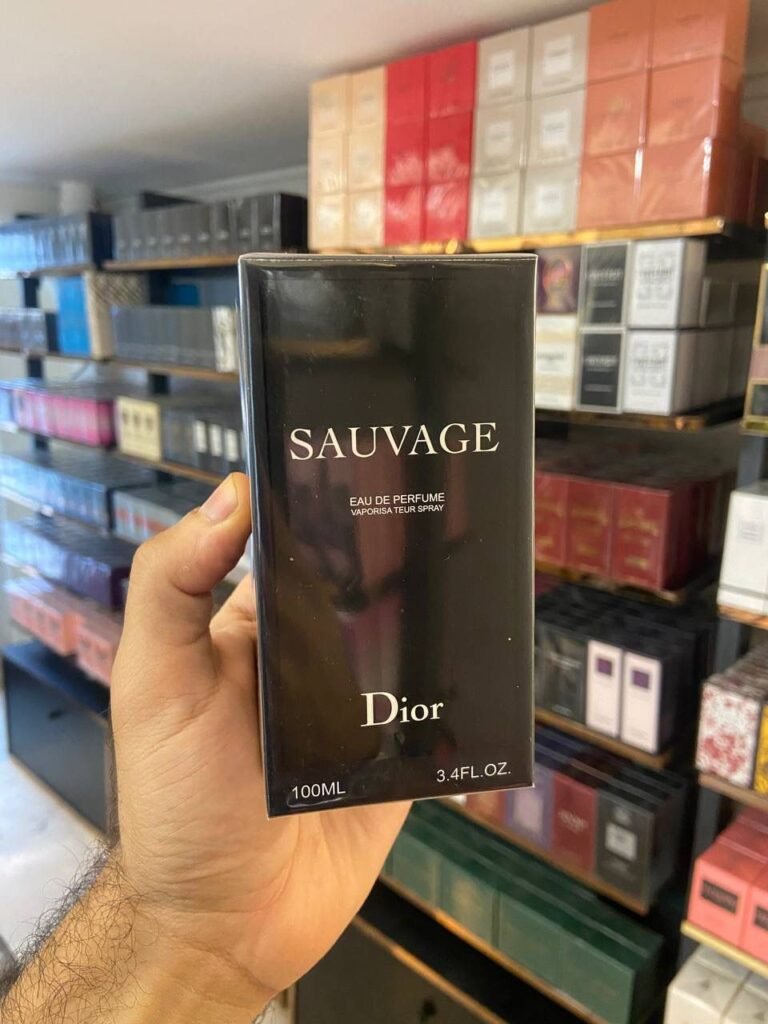 SAUVAGE
EAU DE PERFUME
VAPORISA TEUR SPRAY
Dior
100ML
3.4FL.OZ.